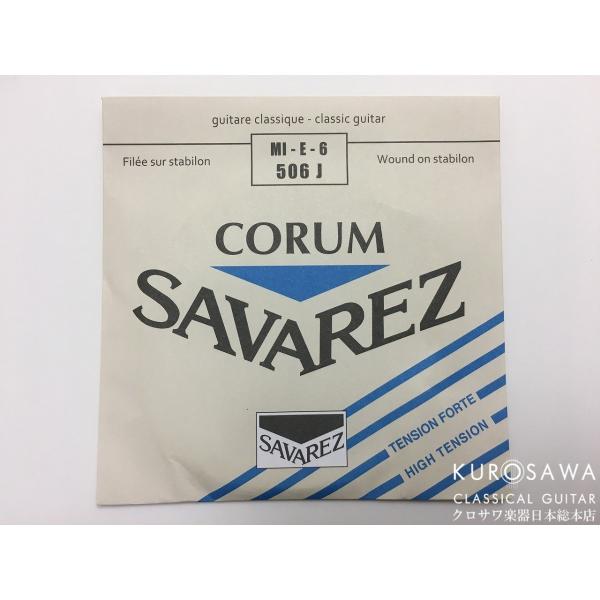 guitare classique - classic guitar
Filée sur stabilon
MI - E - 6
506 J
Wound on stabilon
CORUM
SAVAREZ
SAVAREZ
TENSION FORTE
HIGH TENSION
KUROSAWA
CLASSICAL GUITAR
クロサワ楽器日本総本店